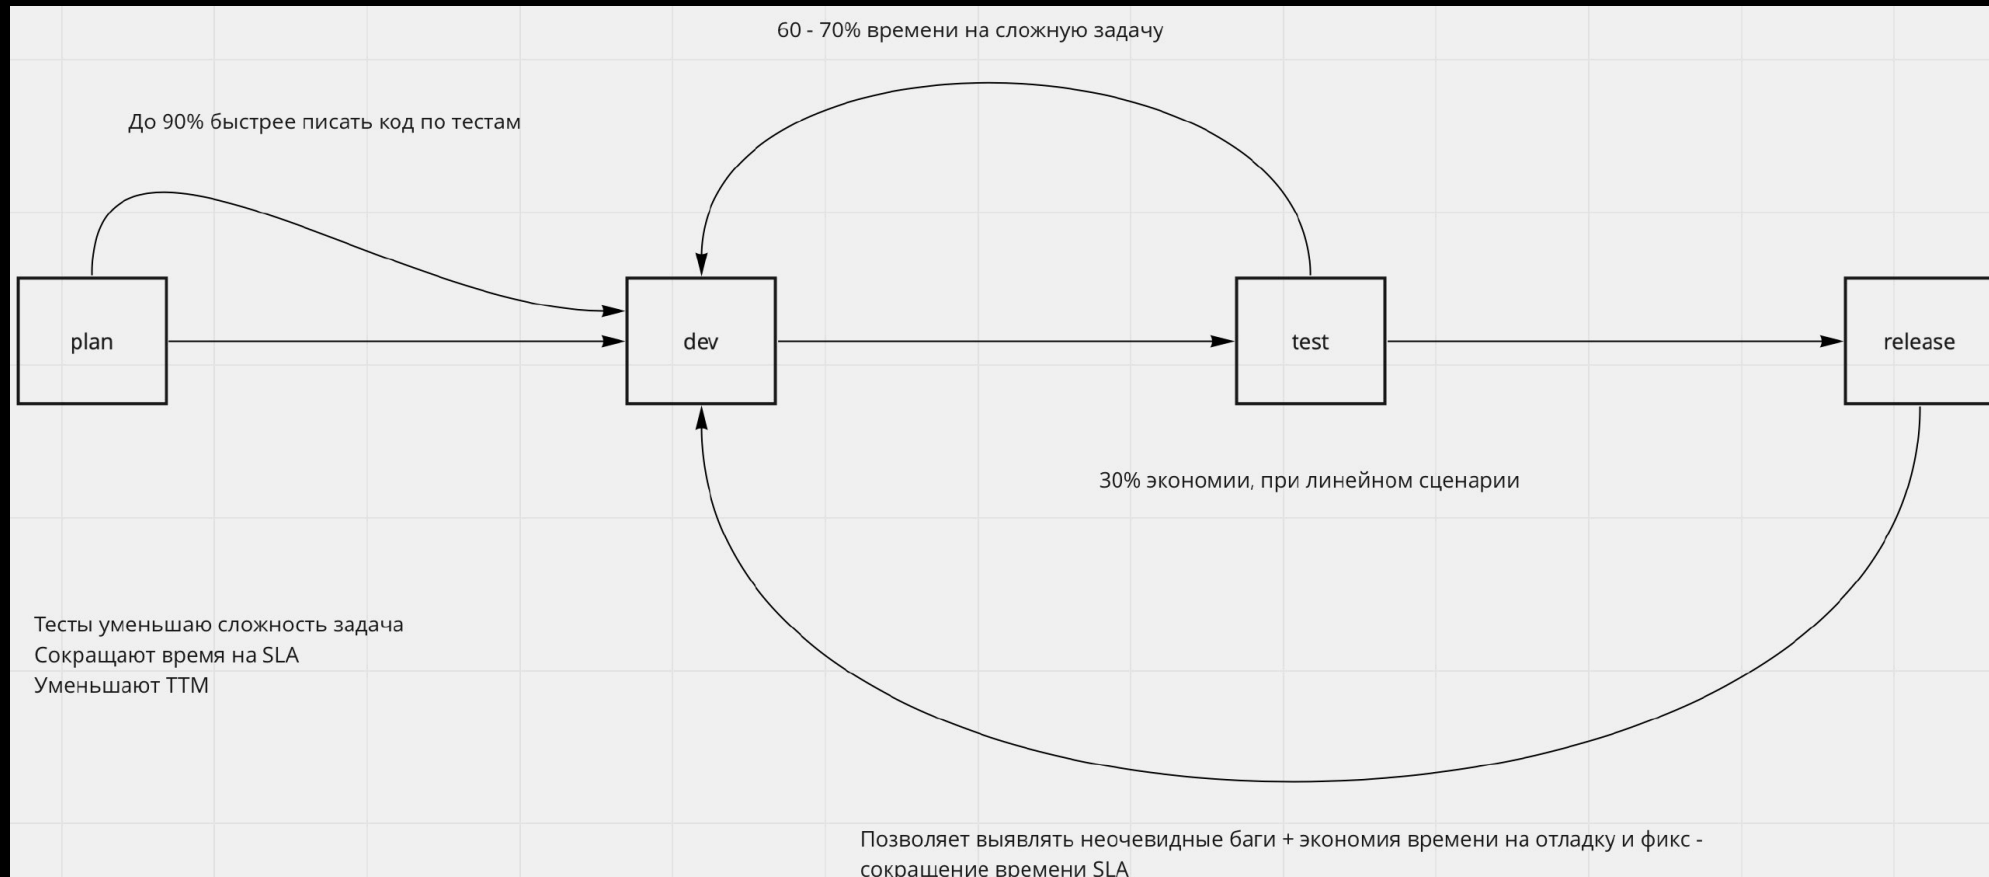 60 - 70% времени на сложную задачу
До 90% быстрее писать код по тестам
plan
dev
test
release
30% экономии, при линейном сценарии
Тесты уменьшаю сложность задача
Сокращают время на SLA
Уменьшают TTM
Позволяет выявлять неочевидные баги + экономия времени на отладку и фикс -
сокращение времени SLA